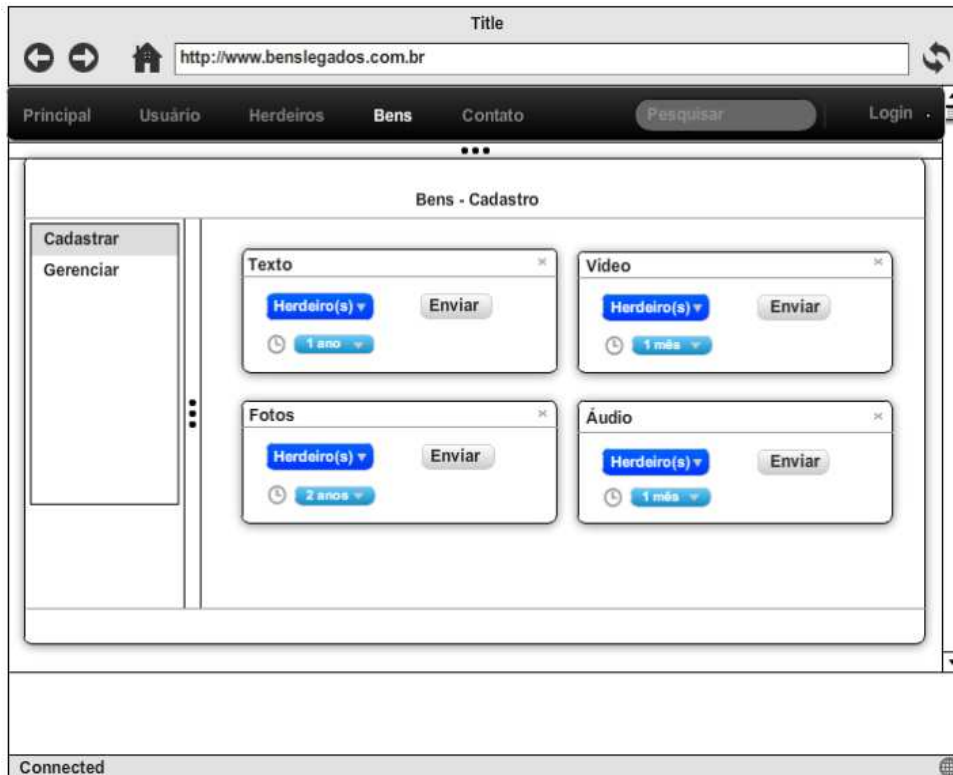 Title
http://www.benslegados.com.br
Principal Usuário Herdeiros Bens Contato Pesquisar Login
Bens - Cadastro
Cadastrar
Gerenciar
Texto
Herdeiro(s) Enviar
1 ano
Video
Herdeiro(s) Enviar
1 mês
Fotos
Herdeiro(s) Enviar
2 anos
Áudio
Herdeiro(s) Enviar
1 mês
Connected